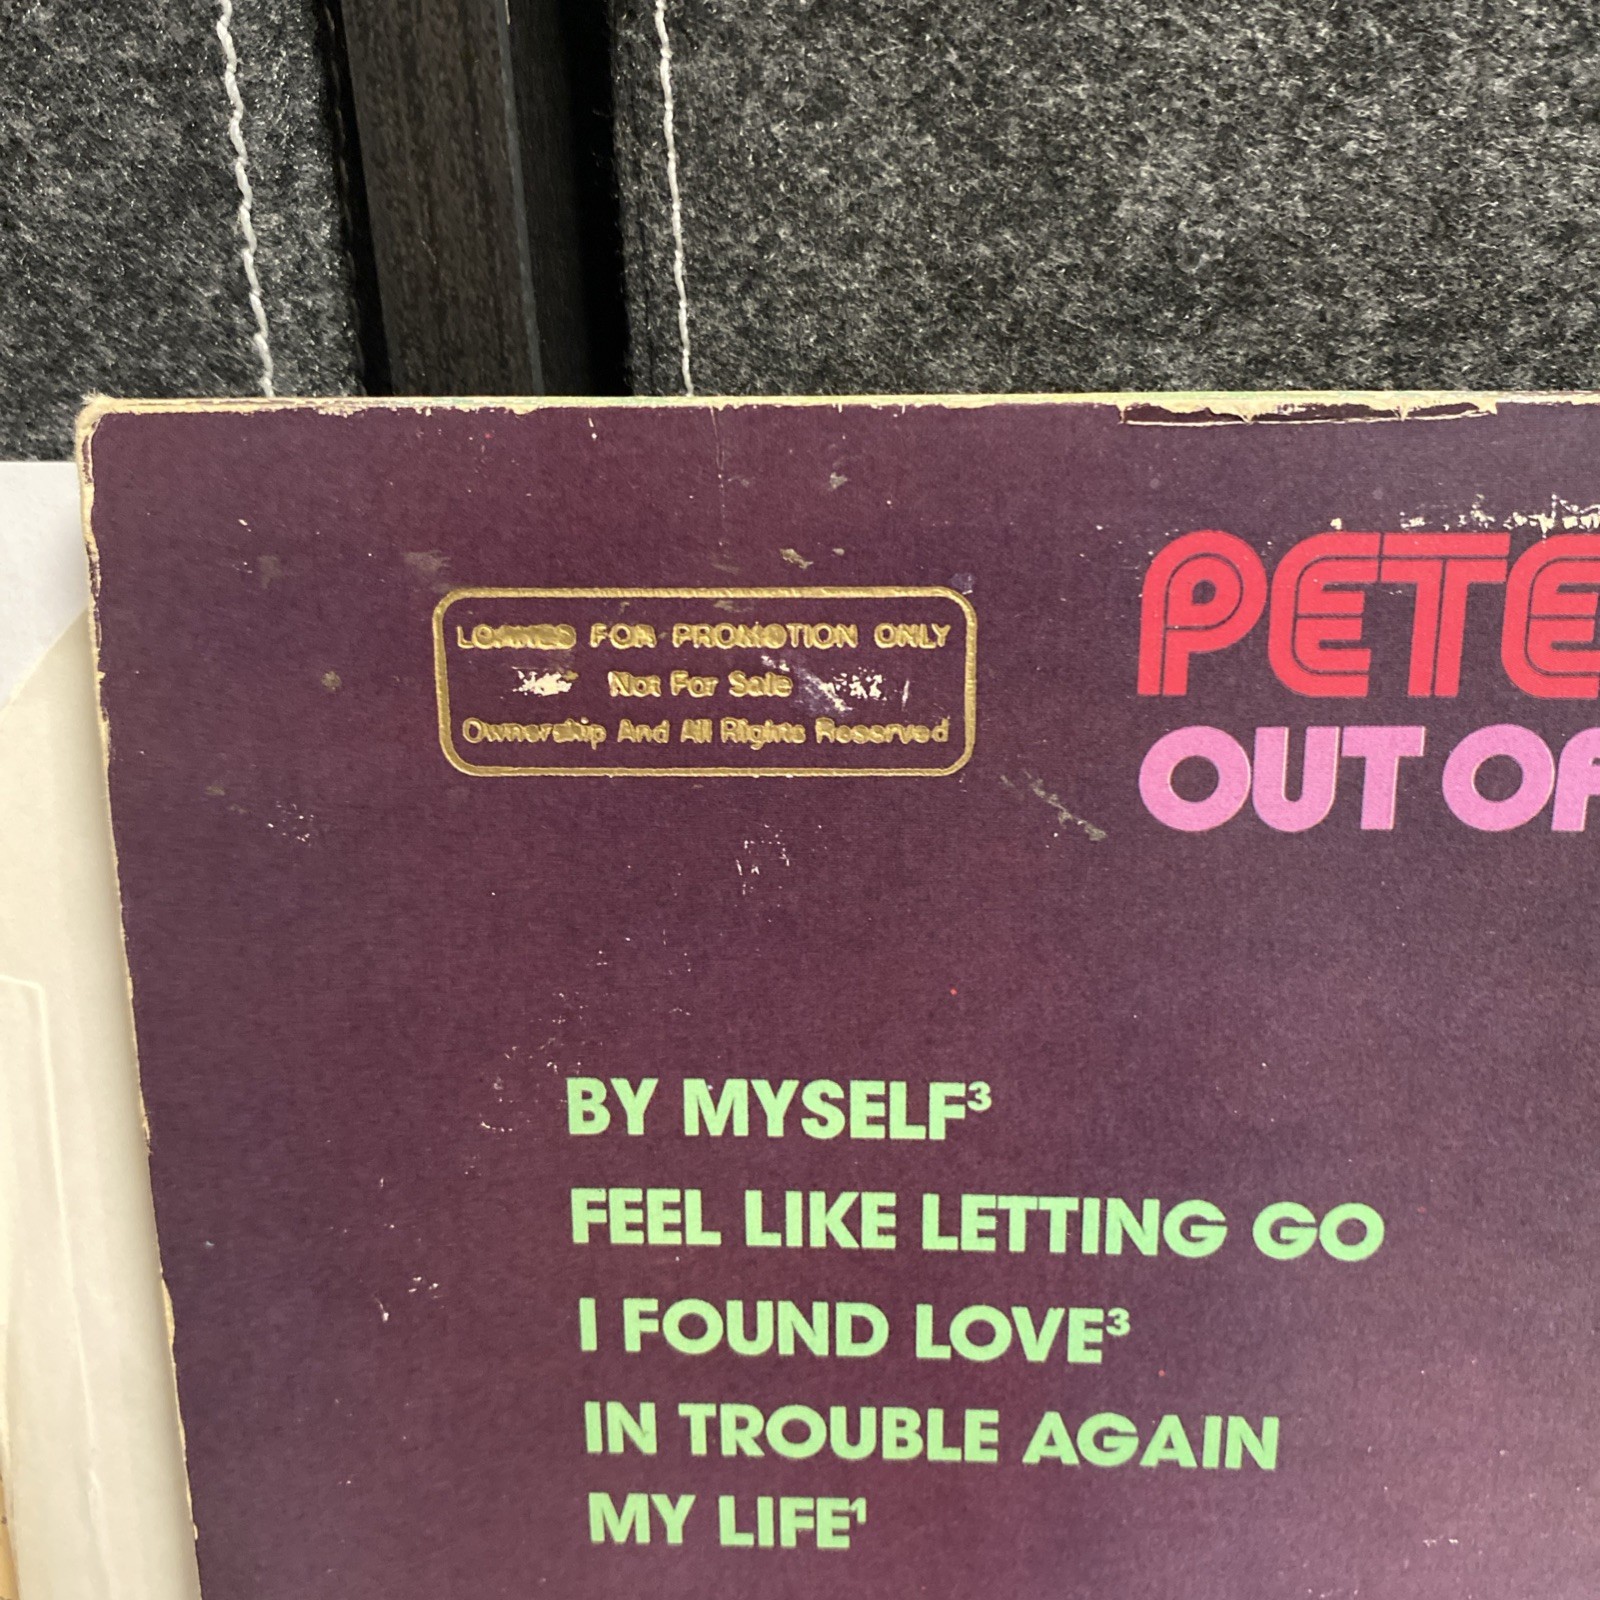 LOANED FOR PROMOTION ONLY
Not For Sale
Ownership And All Rights Reserved
PETE
OUT OF
BY MYSELF³
FEEL LIKE LETTING GO
I FOUND LOVE³
IN TROUBLE AGAIN
MY LIFE¹